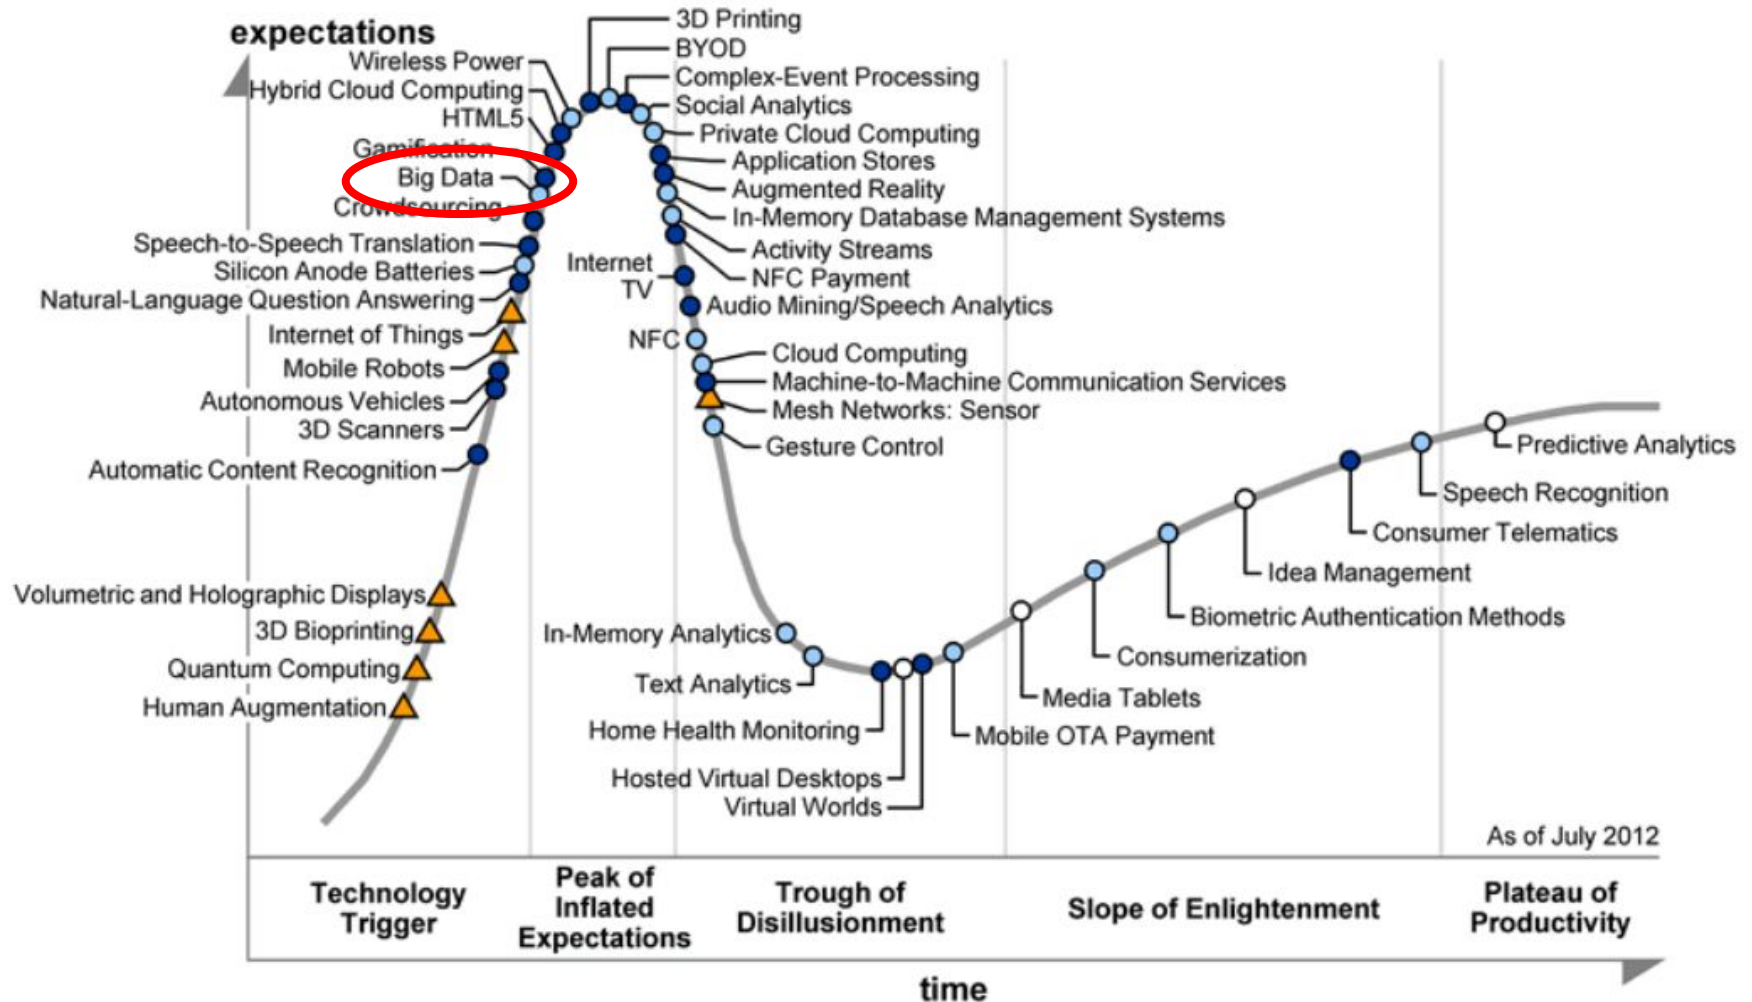 expectations
Wireless Power
Hybrid Cloud Computing
HTML5
Gamification
Big Data
Crowdsourcing
Speech-to-Speech Translation
Silicon Anode Batteries
Natural-Language Question Answering
Internet of Things
Mobile Robots
Autonomous Vehicles
3D Scanners
Automatic Content Recognition
Volumetric and Holographic Displays
3D Bioprinting
Quantum Computing
Human Augmentation
3D Printing
BYOD
Complex-Event Processing
Social Analytics
Private Cloud Computing
Application Stores
Augmented Reality
In-Memory Database Management Systems
Activity Streams
NFC Payment
Internet
TV
Audio Mining/Speech Analytics
NFC
Cloud Computing
Machine-to-Machine Communication Services
Mesh Networks: Sensor
Gesture Control
In-Memory Analytics
Text Analytics
Home Health Monitoring
Hosted Virtual Desktops
Virtual Worlds
Mobile OTA Payment
Media Tablets
Consumerization
Biometric Authentication Methods
Idea Management
Consumer Telematics
Speech Recognition
Predictive Analytics
As of July 2012
Technology
Trigger
Peak of
Inflated
Expectations
Trough of
Disillusionment
Slope of Enlightenment
Plateau of
Productivity
time